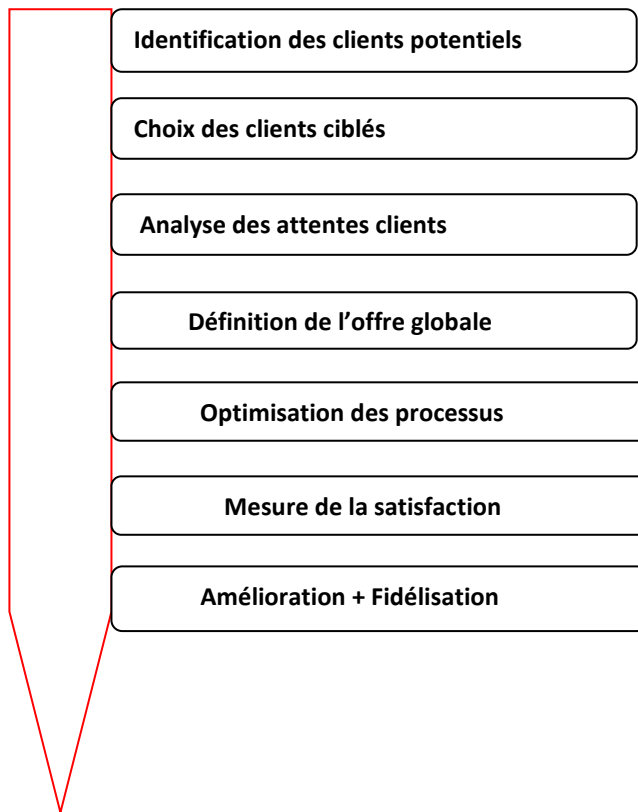 Identification des clients potentiels
Choix des clients ciblés
Analyse des attentes clients
Définition de l’offre globale
Optimisation des processus
Mesure de la satisfaction
Amélioration + Fidélisation